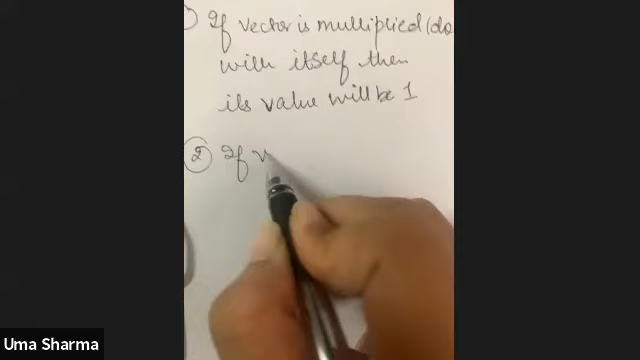 If vector is multiplied (do
with itself then
its value will be 1
② If v
Uma Sharma